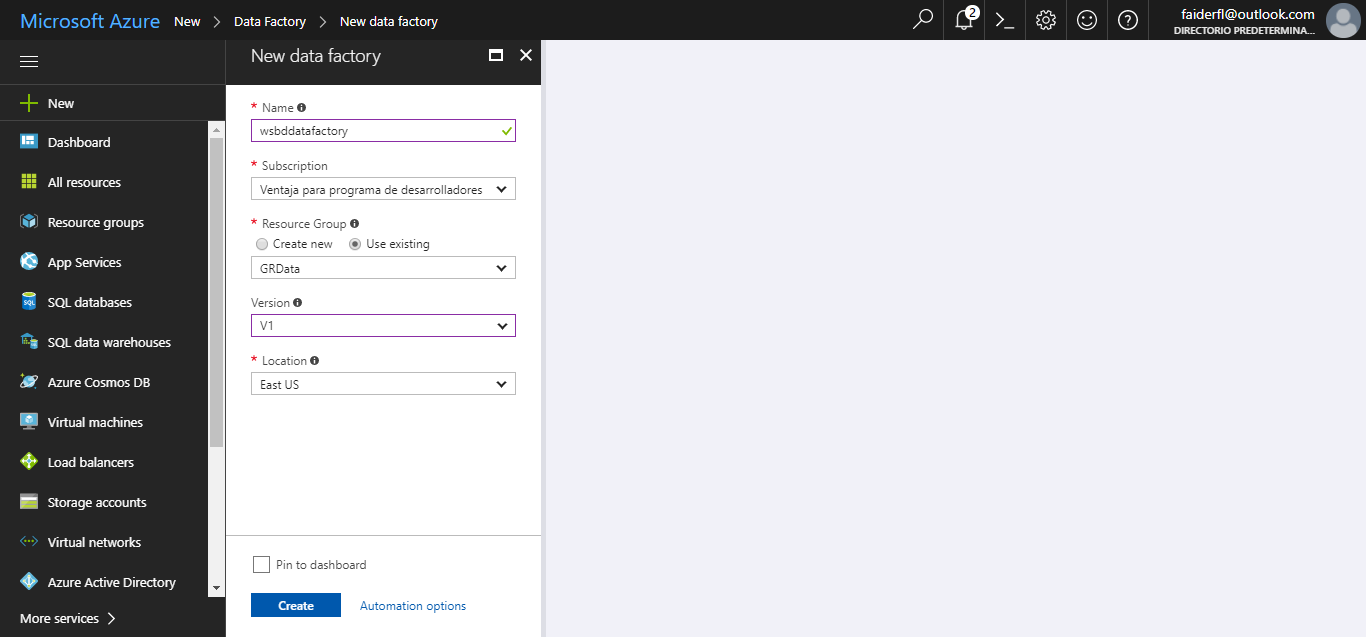 Microsoft Azure New > Data Factory > New data factory
2
faiderfl@outlook.com
DIRECTORIO PREDETERMINA...
New
Dashboard
All resources
Resource groups
App Services
SQL databases
SQL data warehouses
Azure Cosmos DB
Virtual machines
Load balancers
Storage accounts
Virtual networks
Azure Active Directory
More services >
New data factory
* Name
wsbddatafactory
* Subscription
Ventaja para programa de desarrolladores
* Resource Group
Create new Use existing
GRData
Version
V1
* Location
East US
Pin to dashboard
Create Automation options